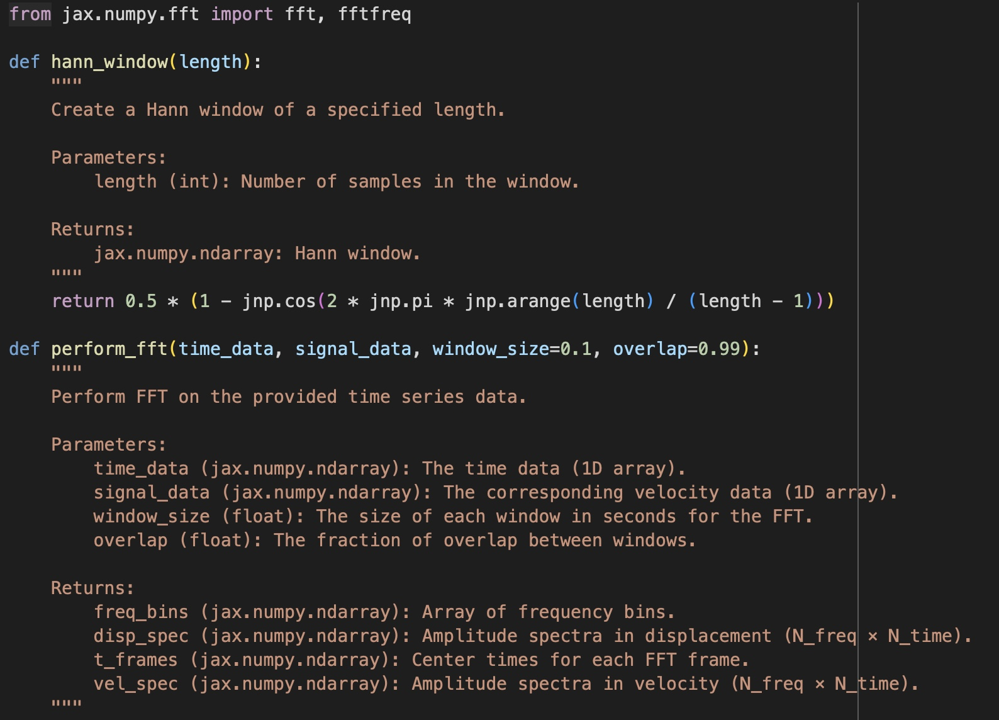 from jax.numpy.fft import fft, fftfreq
def hann_window(length):
"""
Create a Hann window of a specified length.
Parameters:
length (int): Number of samples in the window.
Returns:
jax.numpy.ndarray: Hann window.
"""
return 0.5 * (1 - jnp.cos(2 * jnp.pi * jnp.arange(length) / (length - 1)))
def perform_fft(time_data, signal_data, window_size=0.1, overlap=0.99):
"""
Perform FFT on the provided time series data.
Parameters:
time_data (jax.numpy.ndarray): The time data (1D array).
signal_data (jax.numpy.ndarray): The corresponding velocity data (1D array).
window_size (float): The size of each window in seconds for the FFT.
overlap (float): The fraction of overlap between windows.
Returns:
freq_bins (jax.numpy.ndarray): Array of frequency bins.
disp_spec (jax.numpy.ndarray): Amplitude spectra in displacement (N_freq × N_time).
t_frames (jax.numpy.ndarray): Center times for each FFT frame.
vel_spec (jax.numpy.ndarray): Amplitude spectra in velocity (N_freq × N_time).
"""